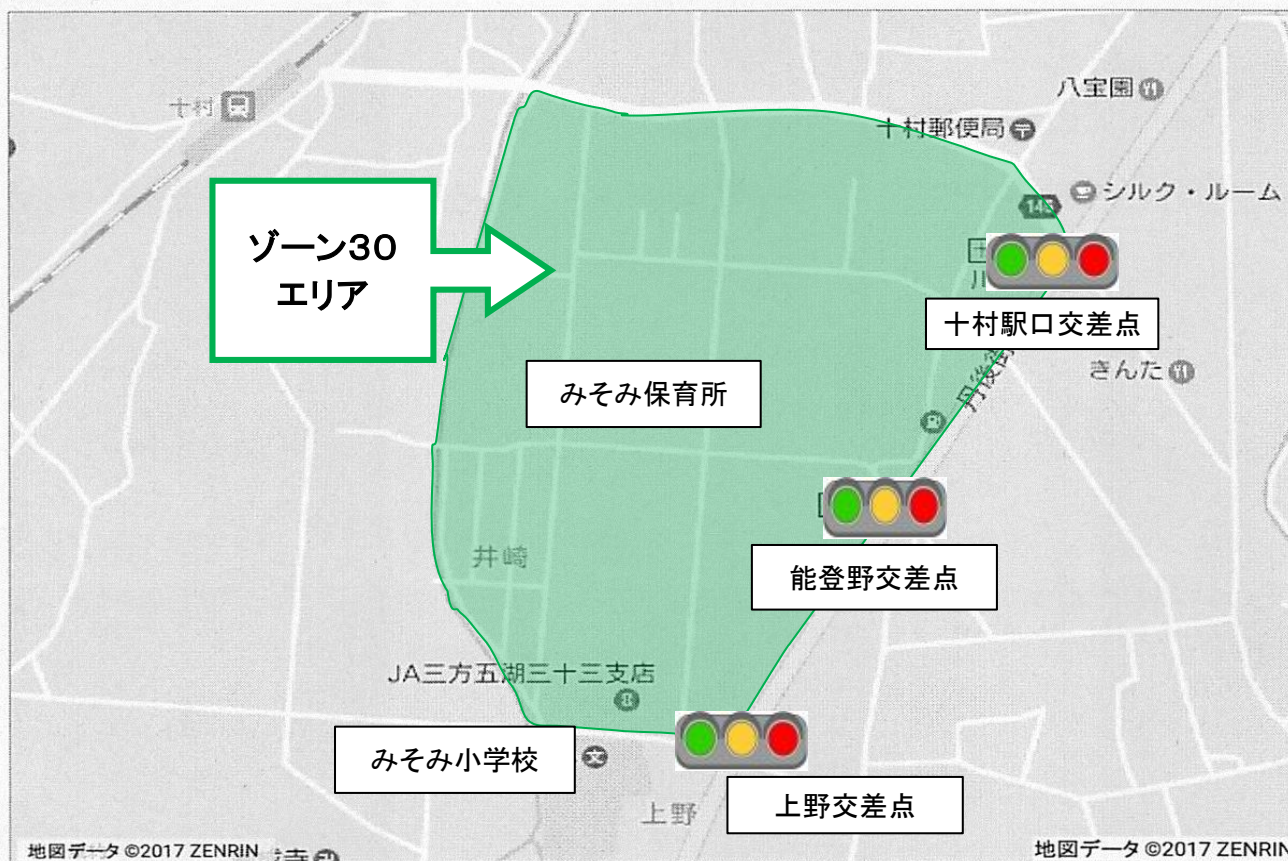 八宝園
十村
十村郵便局
シルク・ルーム
ゾーン30
エリア
十村駅口交差点
きんた
みそみ保育所
井崎
能登野交差点
JA三方五湖三十三支店
みそみ小学校
文
上野
上野交差点
地図データ ©2017 ZENRIN
地図データ ©2017 ZENRIN